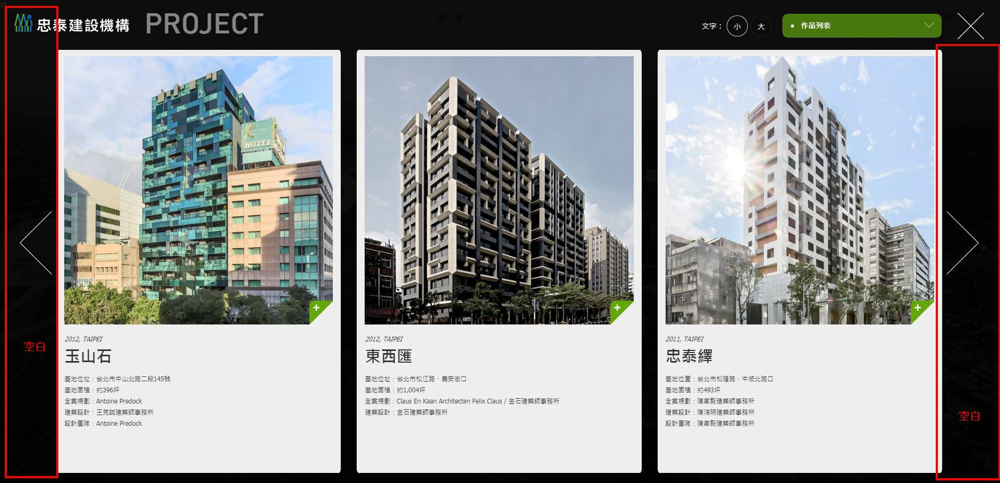 忠泰建設機構 PROJECT
作品 / PROJECT
文字： 小 大
作品列表
HOTEL
空白
2012, TAIPEI
玉山石
基地位址：台北市中山北路二段145號
基地面積：約396坪
全案規劃：Antoine Predock
建築設計：王克誠建築師事務所
設計團隊：Antoine Predock
2012, TAIPEI
東西匯
基地位址：台北市松江路、農安街口
基地面積：約1,004坪
全案規劃：Claus En Kaan Architecten Felix Claus / 金石建築師事務所
建築設計：金石建築師事務所
2011, TAIPEI
忠泰繹
基地位置：台北市松隆路、中坡北路口
基地面積：約493坪
全案規劃：陳家毅建築師事務所
建築設計：陳鴻明建築師事務所
設計團隊：陳家毅建築師事務所
空白